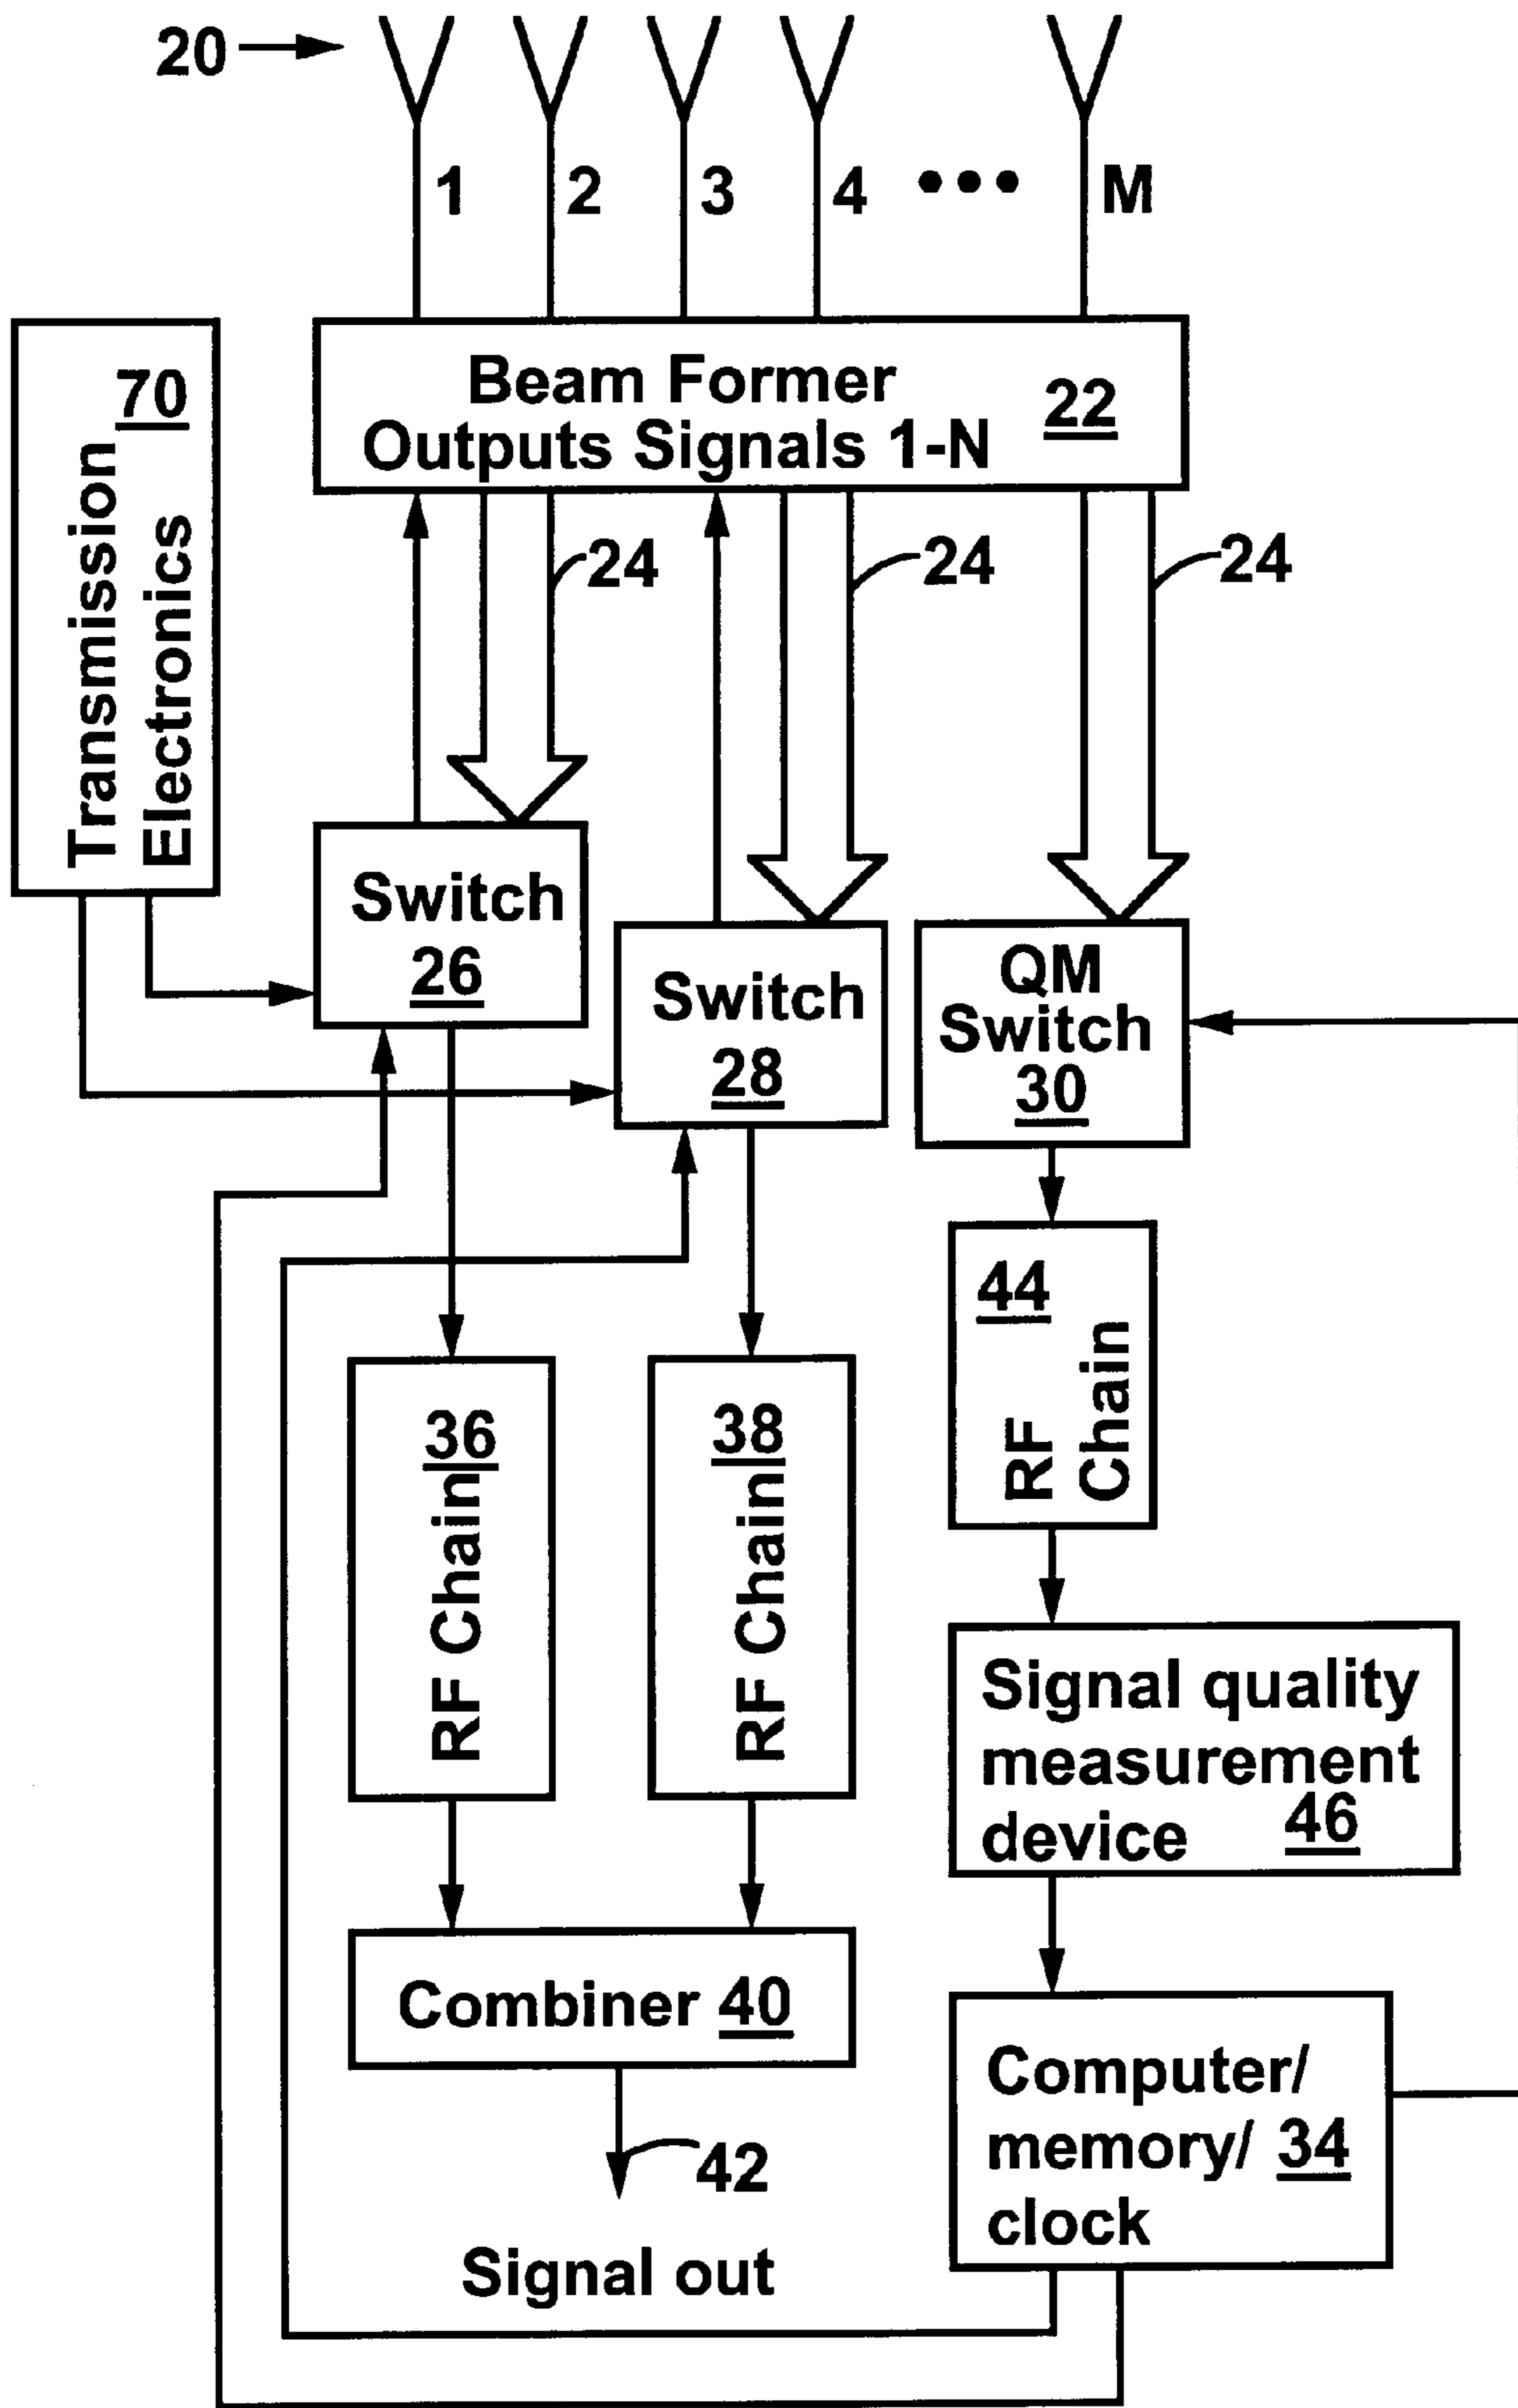 20
1 2 3 4 ••• M
70
Transmission
Electronics
Beam Former
Outputs Signals 1-N 22
24 24 24
Switch
26
Switch
28
QM
Switch
30
44
RF
Chain
36
RF Chain
38
RF Chain
Signal quality
measurement
device 46
Combiner 40
Computer/
memory/ 34
clock
42
Signal out